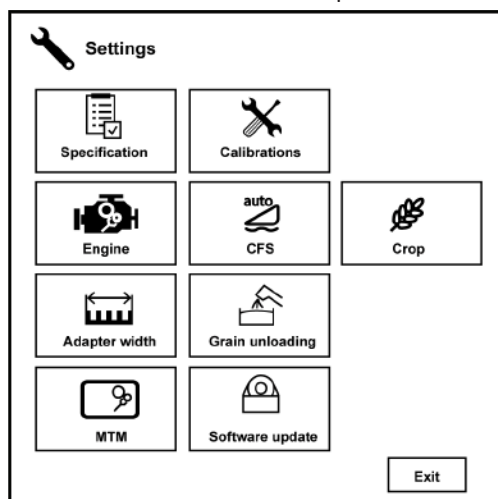 Settings
Specification
Calibrations
Engine
auto
CFS
Crop
Adapter width
Grain unloading
MTM
Software update
Exit